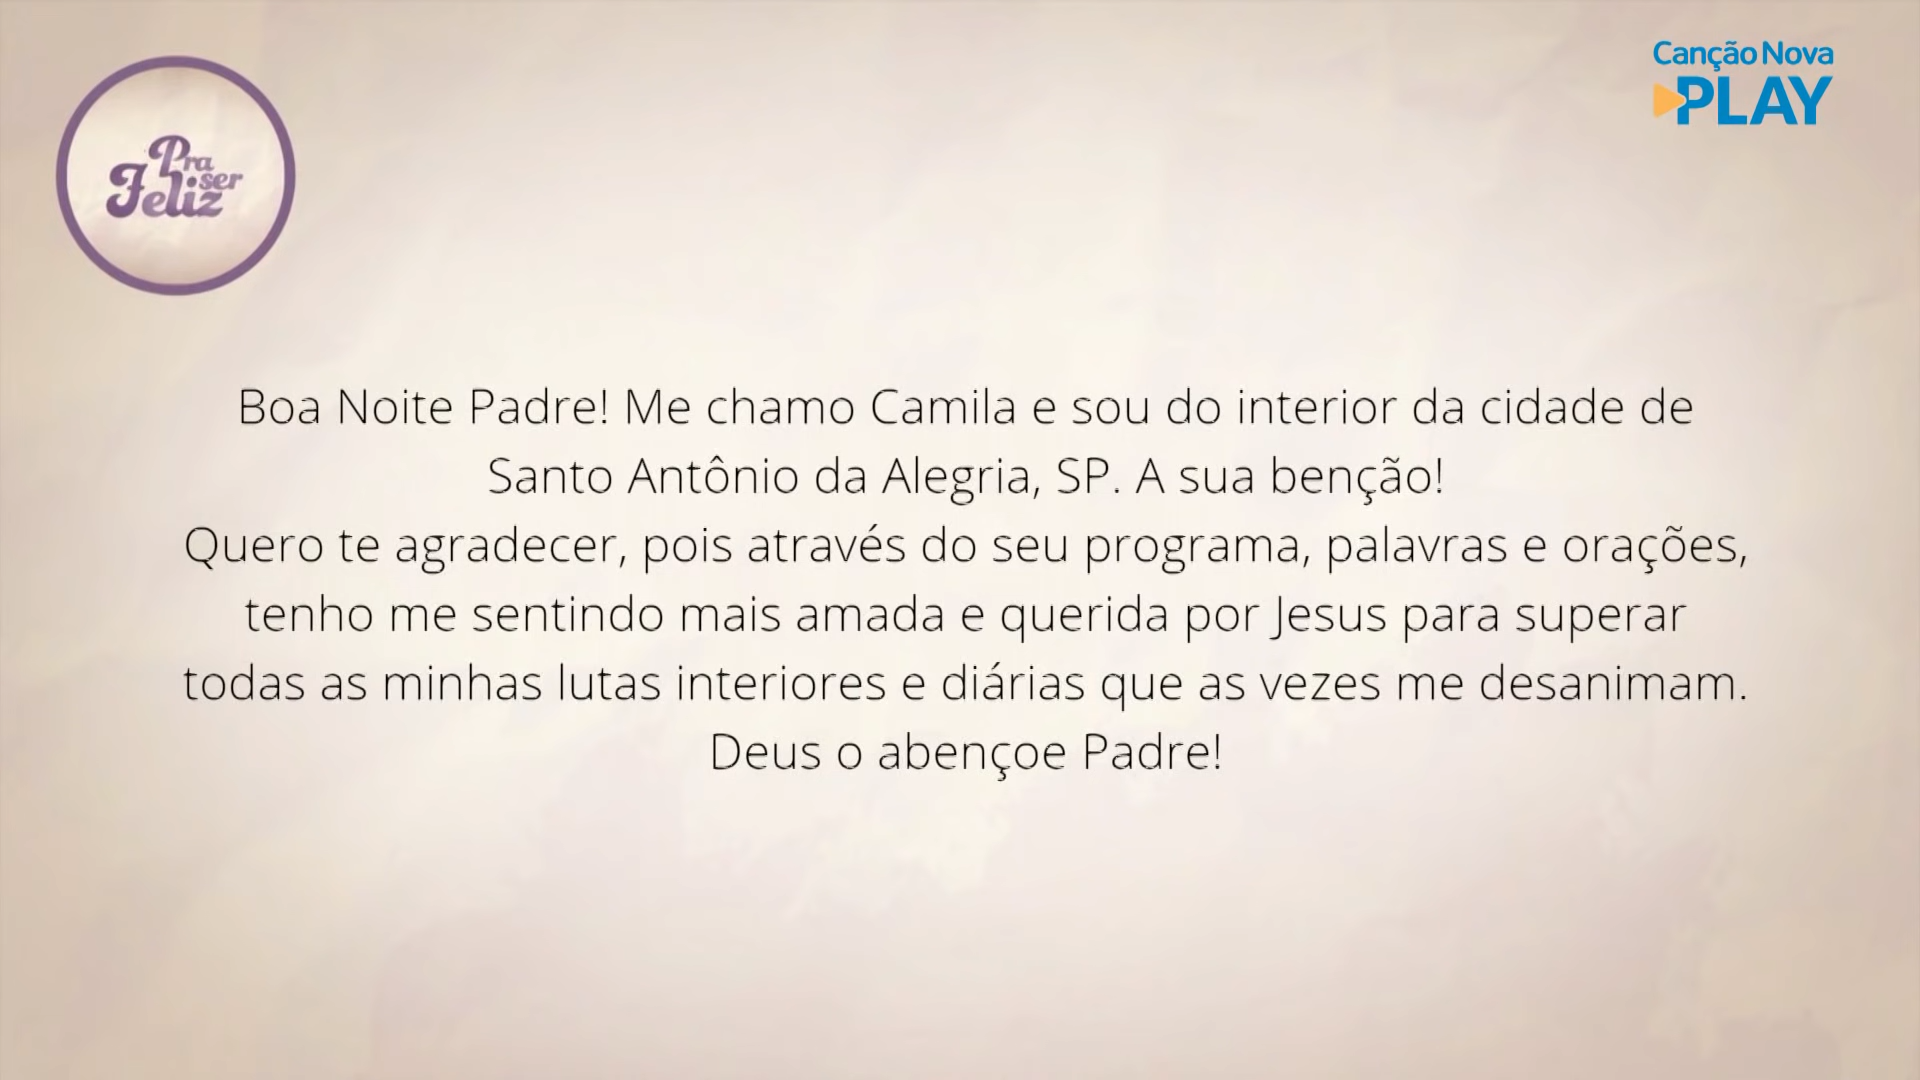 Canção Nova
PLAY
Pra
ser
Feliz
Boa Noite Padre! Me chamo Camila e sou do interior da cidade de
Santo Antônio da Alegria, SP. A sua benção!
Quero te agradecer, pois através do seu programa, palavras e orações,
tenho me sentindo mais amada e querida por Jesus para superar
todas as minhas lutas interiores e diárias que as vezes me desanimam.
Deus o abençoe Padre!